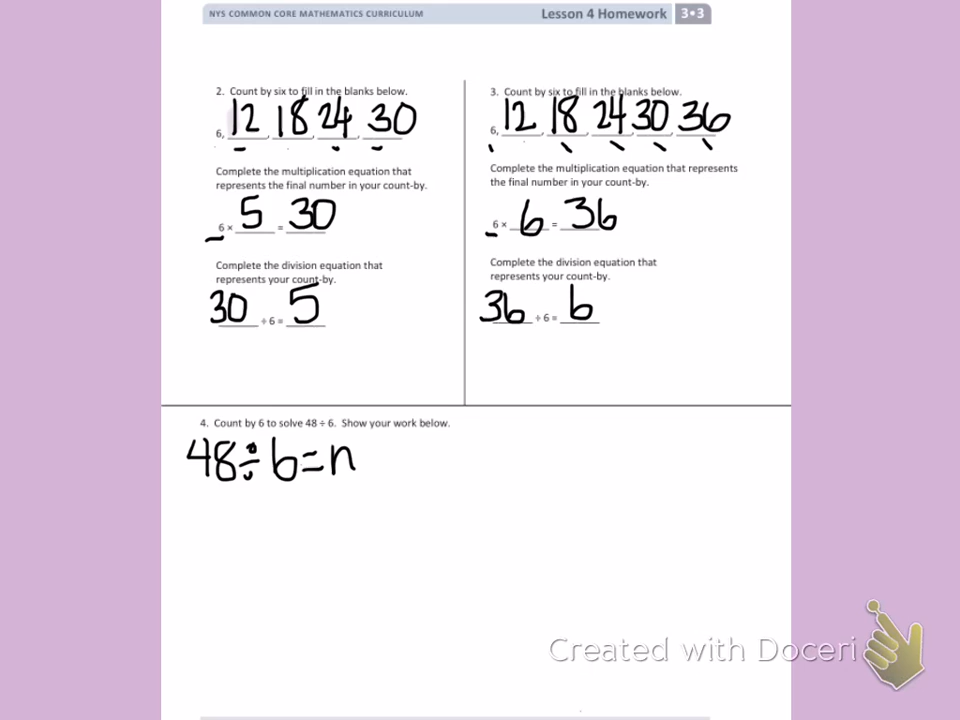 NYS COMMON CORE MATHEMATICS CURRICULUM Lesson 4 Homework 3•3
2. Count by six to fill in the blanks below.
6, 12, 18, 24, 30
Complete the multiplication equation that
represents the final number in your count-by.
6 × 5 = 30
Complete the division equation that
represents your count-by.
30 ÷ 6 = 5
3. Count by six to fill in the blanks below.
6, 12, 18, 24, 30, 36
Complete the multiplication equation that represents
the final number in your count-by.
6 × 6 = 36
Complete the division equation that
represents your count-by.
36 ÷ 6 = 6
4. Count by 6 to solve 48 ÷ 6. Show your work below.
48÷6=n
Created with Doceri